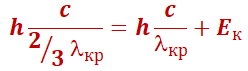 h c / (2/3 λкр) = h c / λкр + Eк